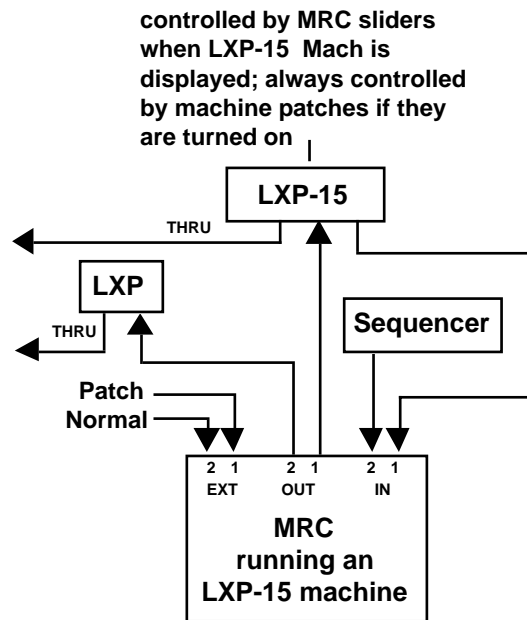 controlled by MRC sliders
when LXP-15 Mach is
displayed; always controlled
by machine patches if they
are turned on
LXP-15
THRU
LXP
THRU
Sequencer
Patch
Normal
2 1 2 1 2 1
EXT OUT IN
MRC
running an
LXP-15 machine